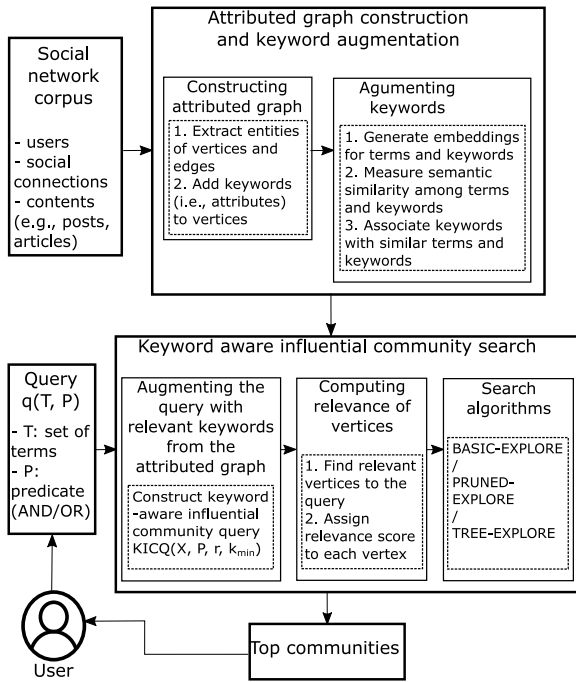 Attributed graph construction
and keyword augmentation
Social
network
corpus
- users
- social
connections
- contents
(e.g., posts,
articles)
Constructing
attributed graph
1. Extract entities
of vertices and
edges
2. Add keywords
(i.e., attributes)
to vertices
Agumenting
keywords
1. Generate embeddings
for terms and keywords
2. Measure semantic
similarity among terms
and keywords
3. Associate keywords
with similar terms and
keywords
Keyword aware influential community search
Query
q(T, P)
- T: set of
terms
- P:
predicate
(AND/OR)
Augmenting the
query with
relevant keywords
from the
attributed graph
Construct keyword
-aware influential
community query
KICQ(X, P, r, kmin)
Computing
relevance of
vertices
1. Find relevant
vertices to the
query
2. Assign
relevance score
to each vertex
Search
algorithms
BASIC-EXPLORE
/
PRUNED-
EXPLORE
/
TREE-EXPLORE
User
Top communities